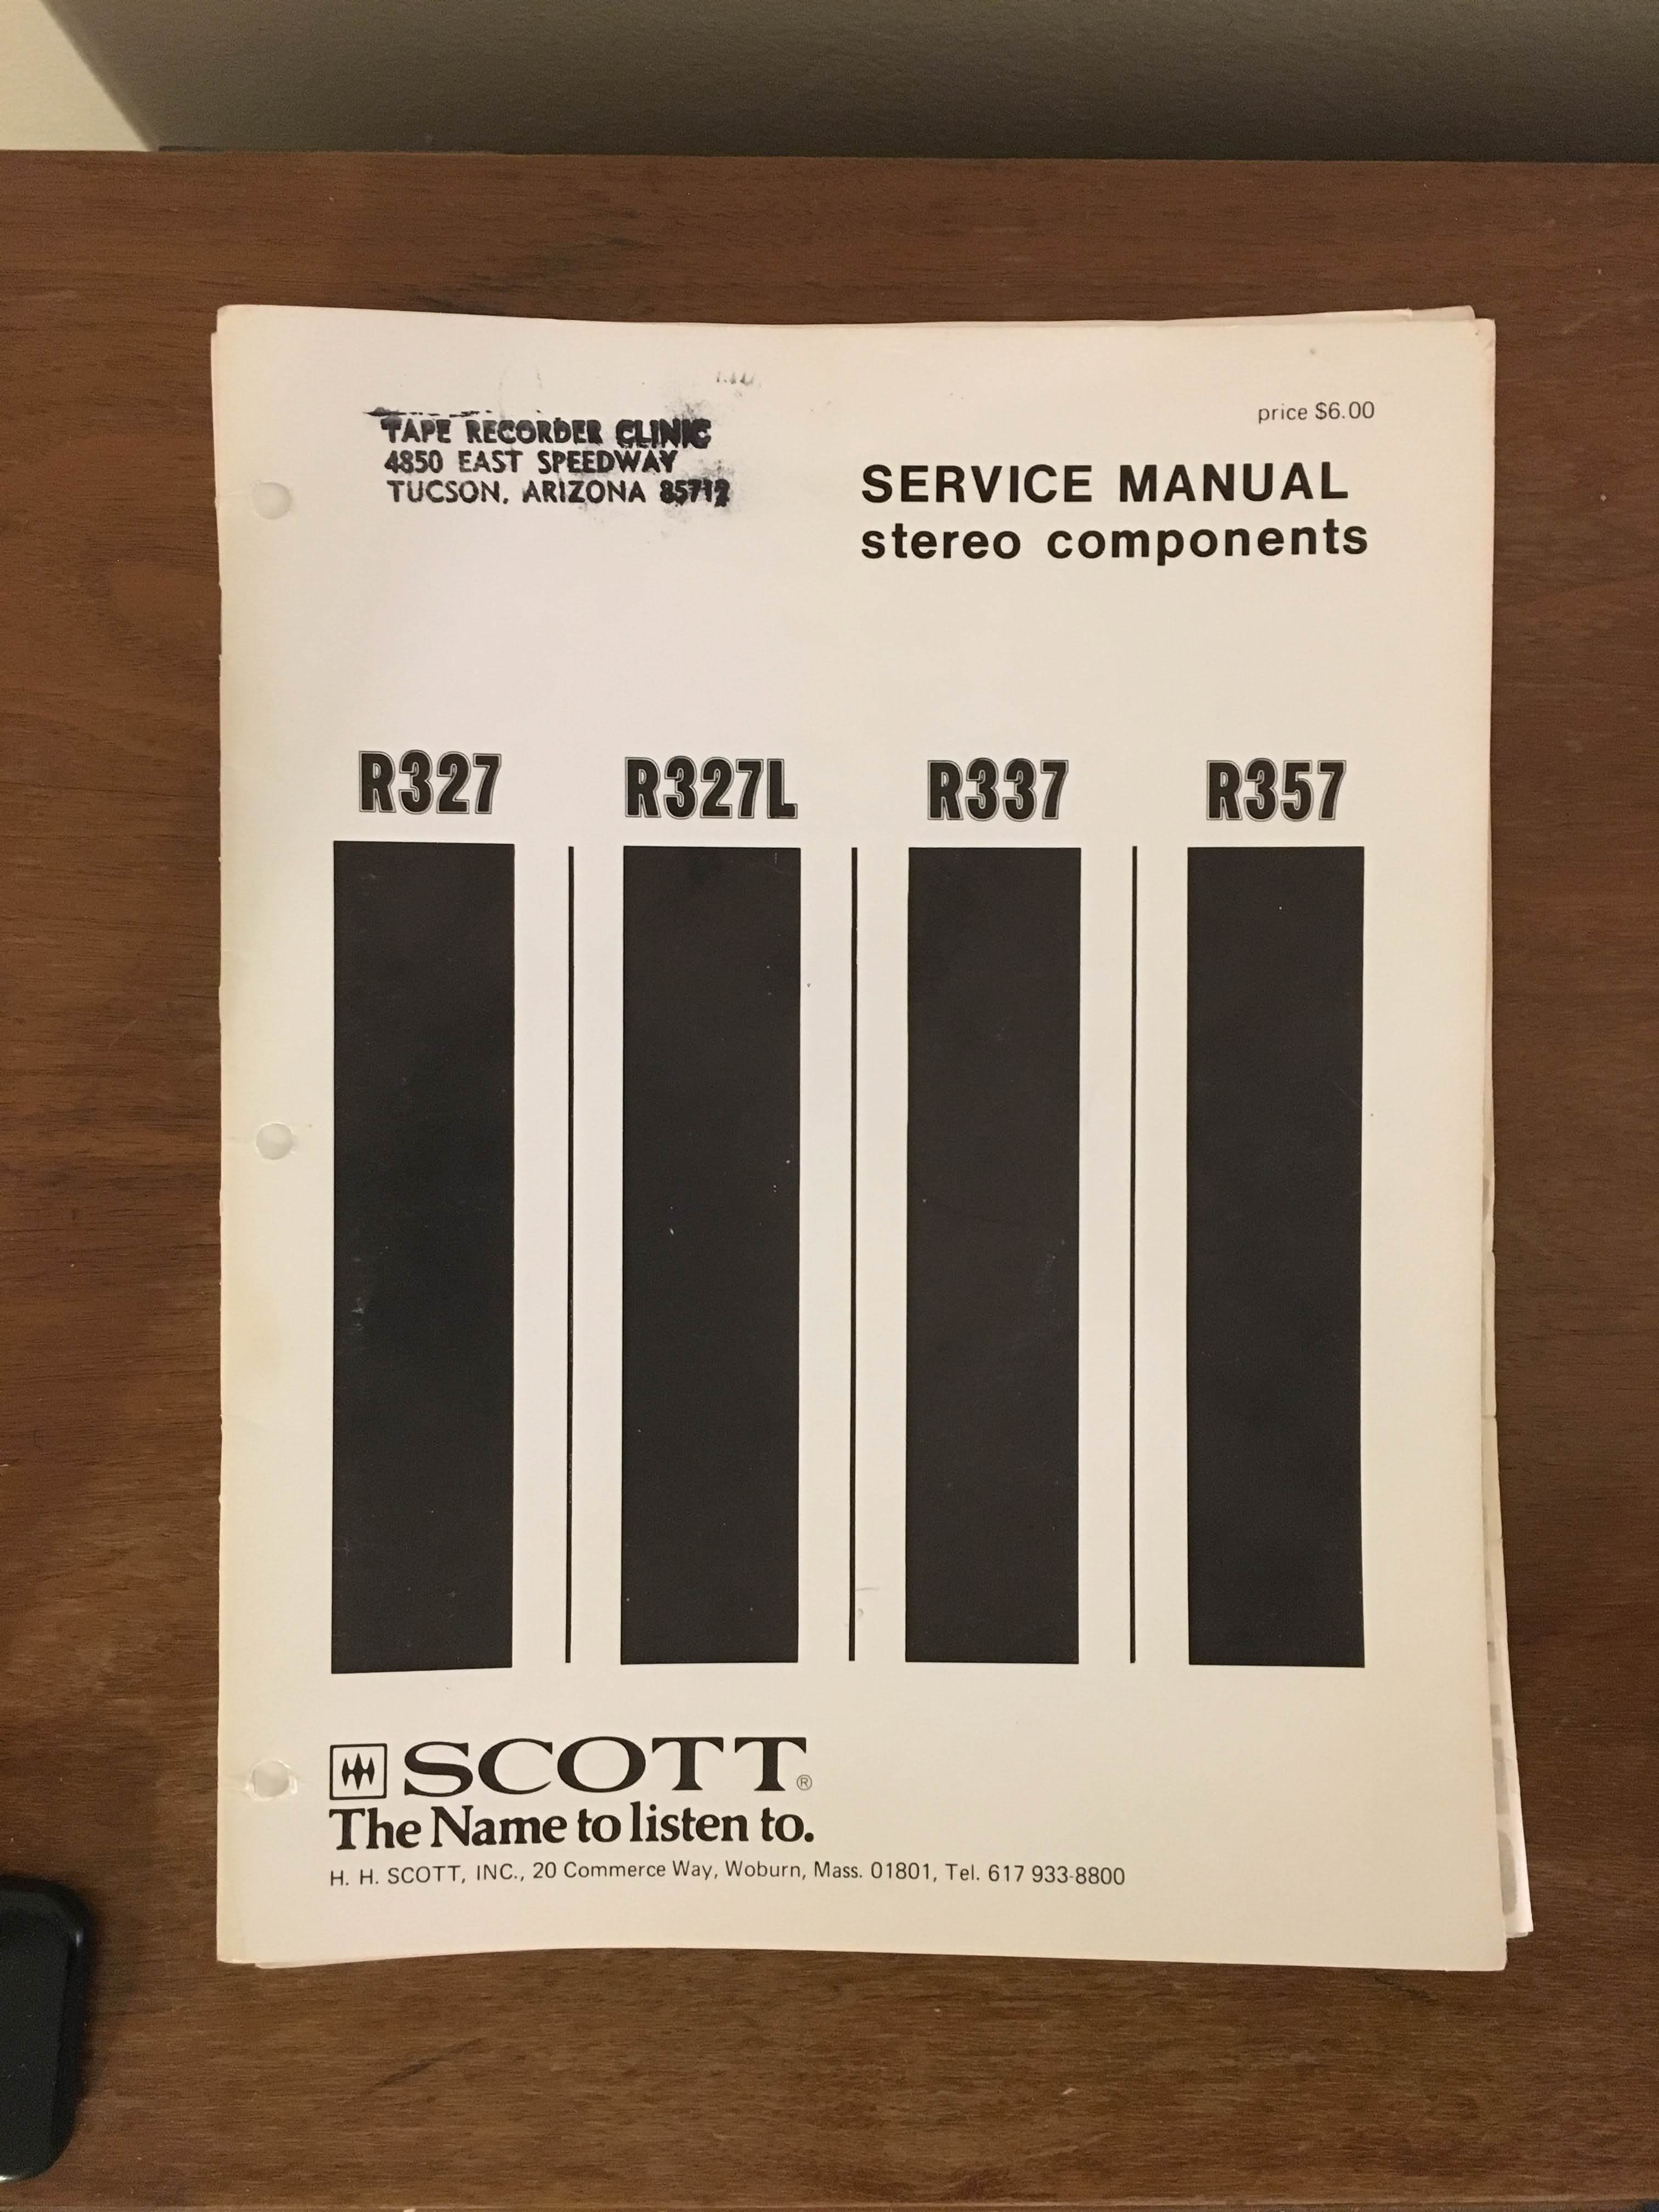 TAPE RECORDER CLINIC
4850 EAST SPEEDWAY
TUCSON, ARIZONA 85712
price $6.00
SERVICE MANUAL
stereo components
R327 R327L R337 R357
SCOTT®
The Name to listen to.
H. H. SCOTT, INC., 20 Commerce Way, Woburn, Mass. 01801, Tel. 617 933-8800